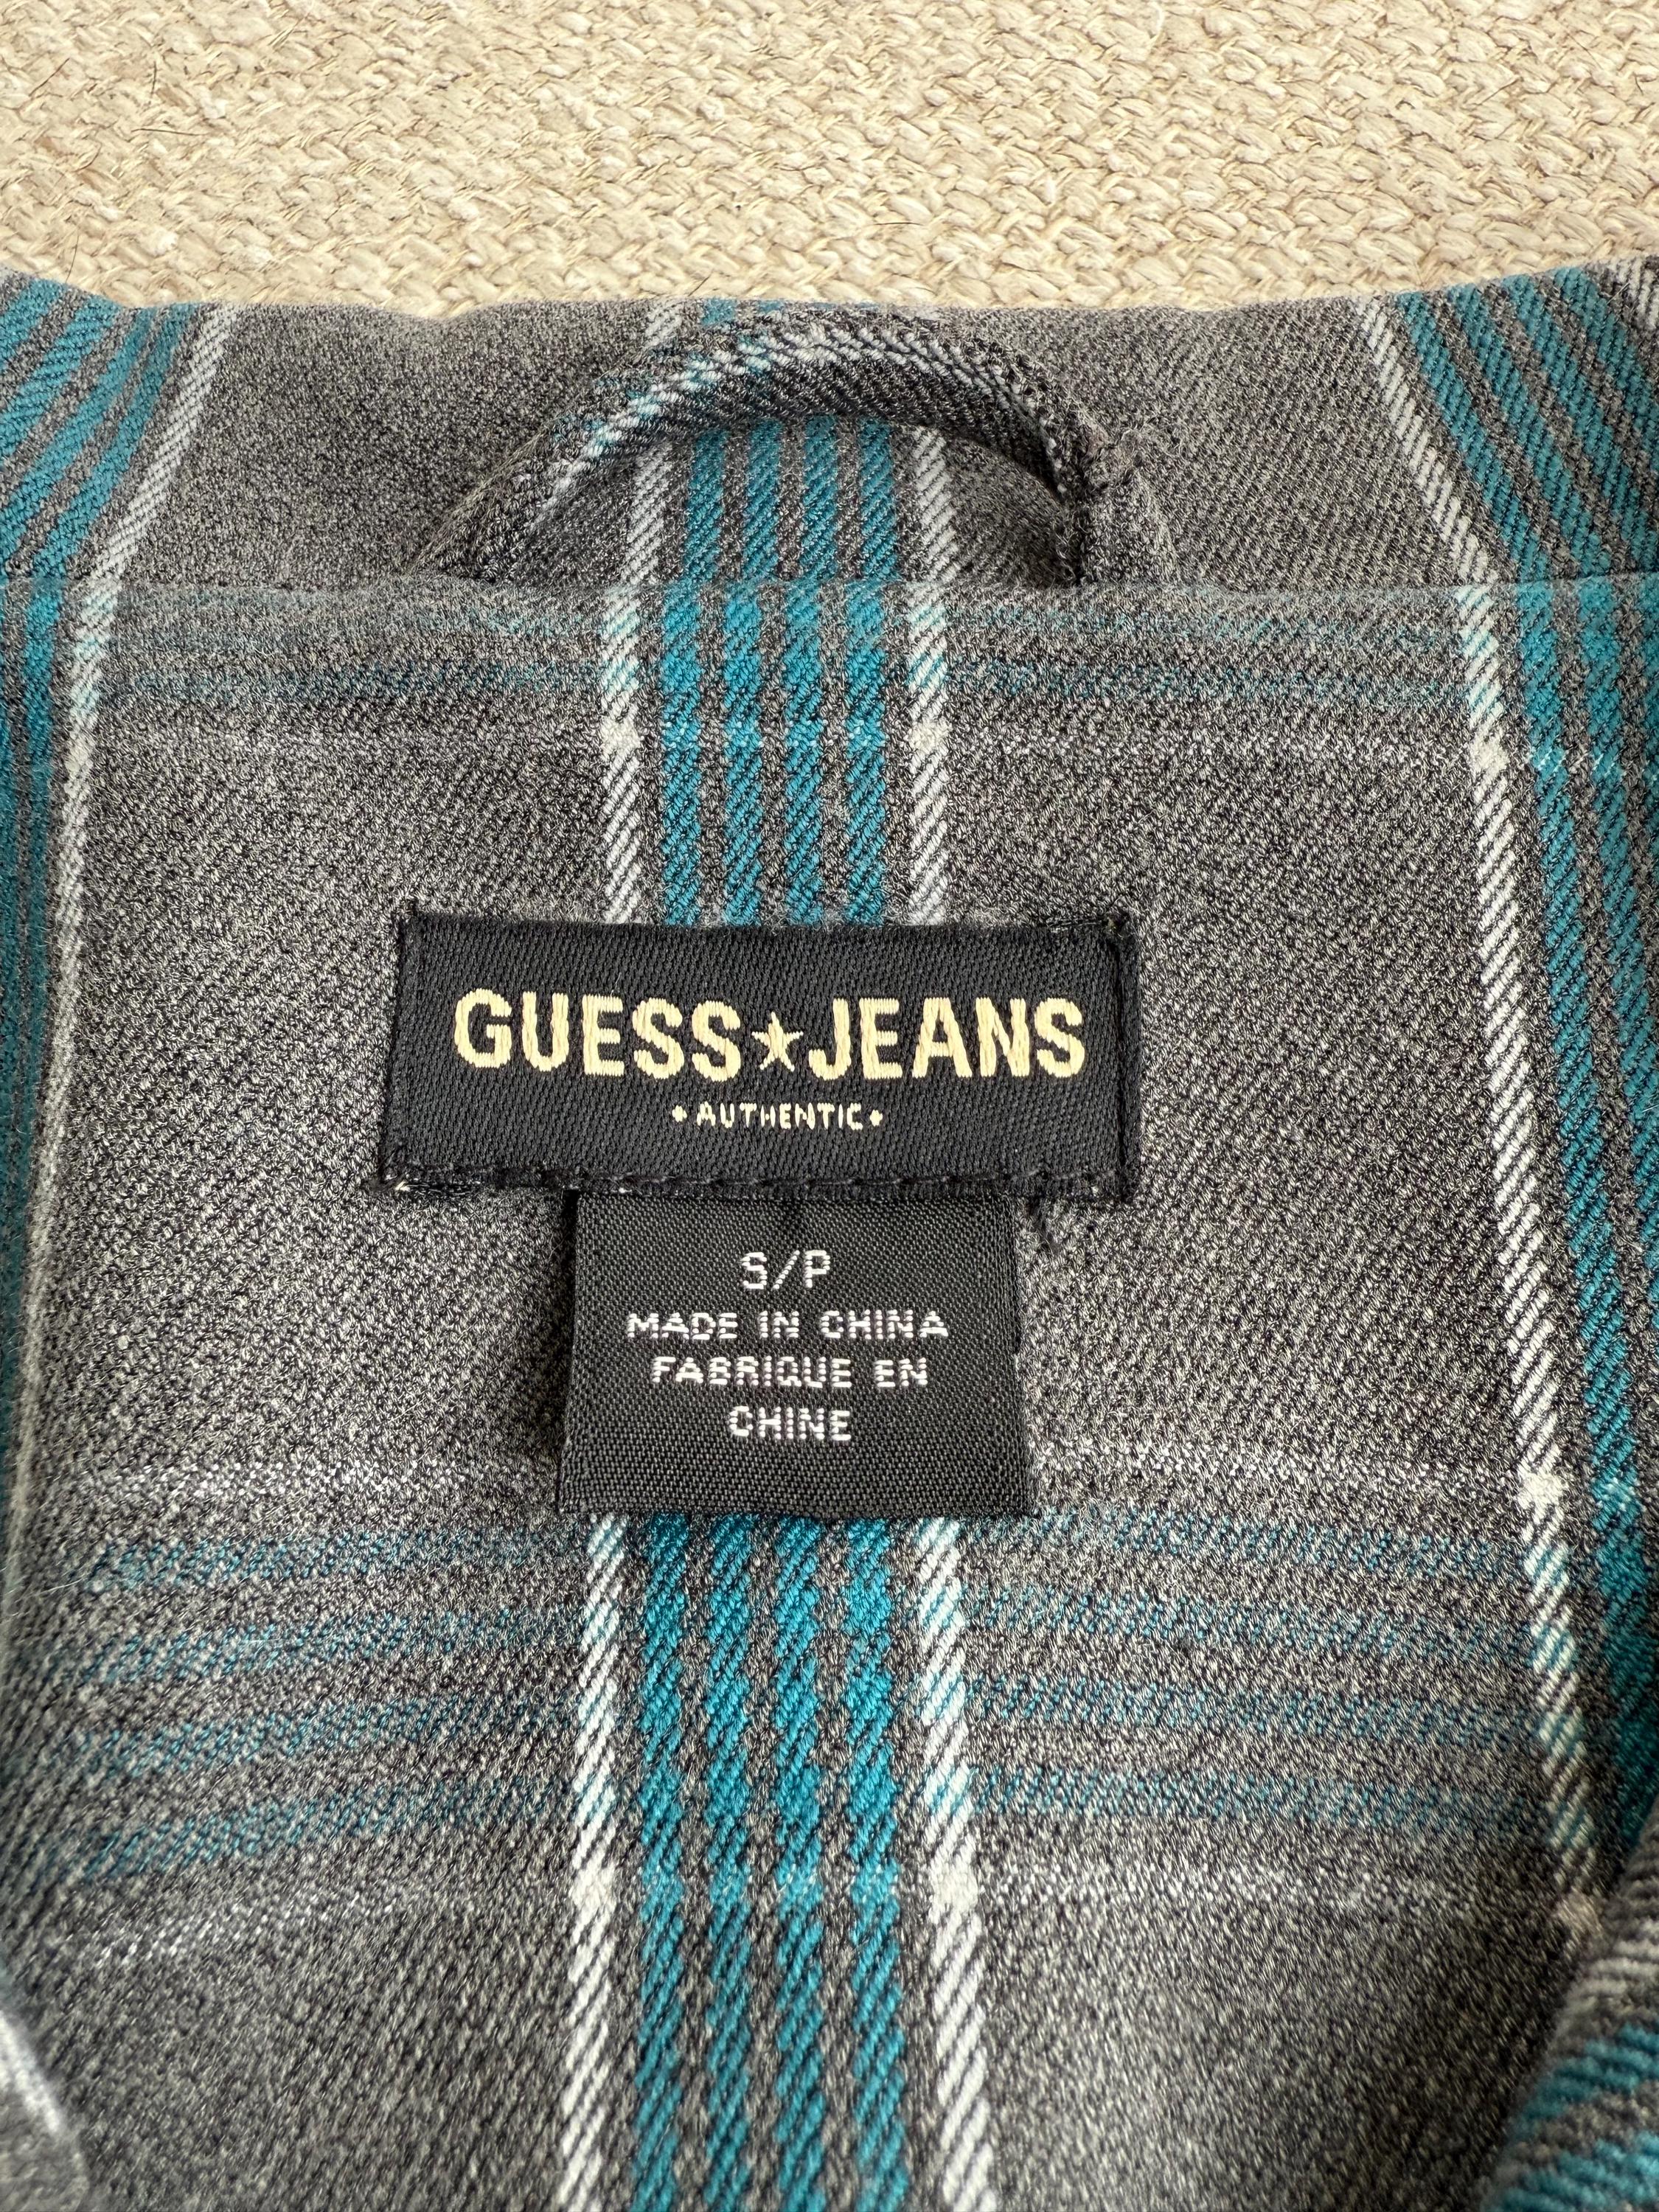 GUESS★JEANS
•AUTHENTIC•
S/P
MADE IN CHINA
FABRIQUE EN
CHINE